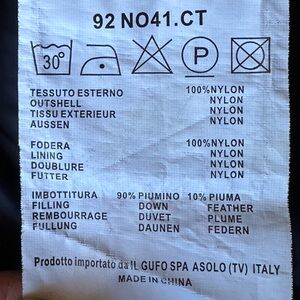 92 NO41.CT
30°
P
TESSUTO ESTERNO 100%NYLON
OUTSHELL NYLON
TISSU EXTERIEUR NYLON
AUSSEN NYLON
FODERA 100%NYLON
LINING NYLON
DOUBLURE NYLON
FUTTER NYLON
IMBOTTITURA 90% PIUMINO 10% PIUMA
FILLING DOWN FEATHER
REMBOURRAGE DUVET PLUME
FULLUNG DAUNEN FEDERN
Prodotto importato da IL GUFO SPA ASOLO (TV) ITALY
MADE IN CHINA